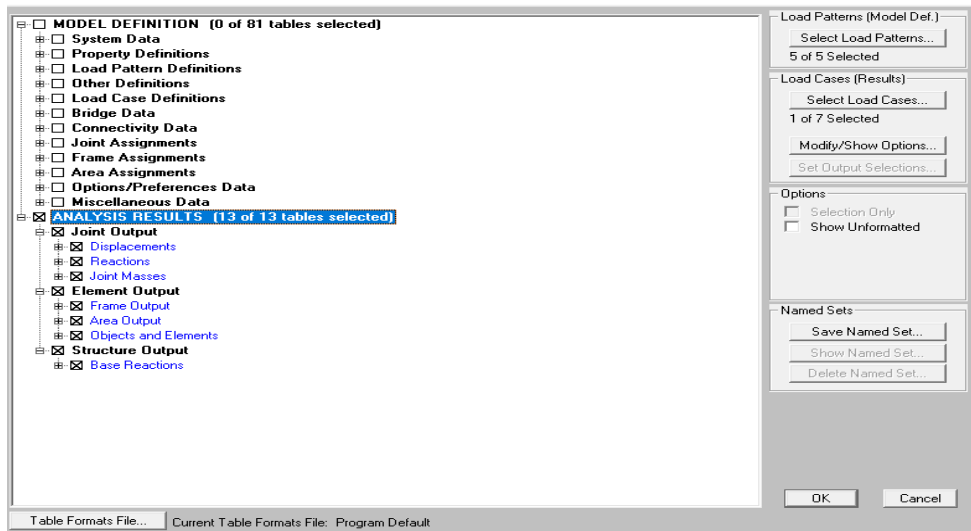 MODEL DEFINITION (0 of 81 tables selected)
System Data
Property Definitions
Load Pattern Definitions
Other Definitions
Load Case Definitions
Bridge Data
Connectivity Data
Joint Assignments
Frame Assignments
Area Assignments
Options/Preferences Data
Miscellaneous Data
ANALYSIS RESULTS (13 of 13 tables selected)
Joint Output
Displacements
Reactions
Joint Masses
Element Output
Frame Output
Area Output
Objects and Elements
Structure Output
Base Reactions
Load Patterns (Model Def.)
Select Load Patterns...
5 of 5 Selected
Load Cases (Results)
Select Load Cases...
1 of 7 Selected
Modify/Show Options...
Set Output Selections...
Options
Selection Only
Show Unformatted
Named Sets
Save Named Set...
Show Named Set...
Delete Named Set...
OK Cancel
Table Formats File... Current Table Formats File: Program Default